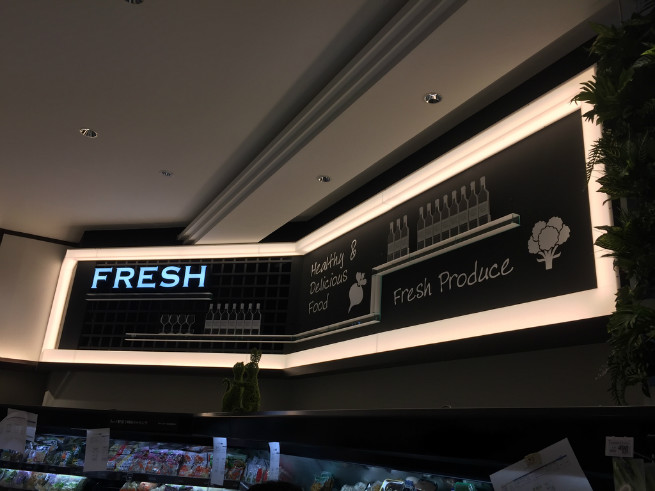 FRESH
Healthy &
Delicious
Food
Fresh Produce